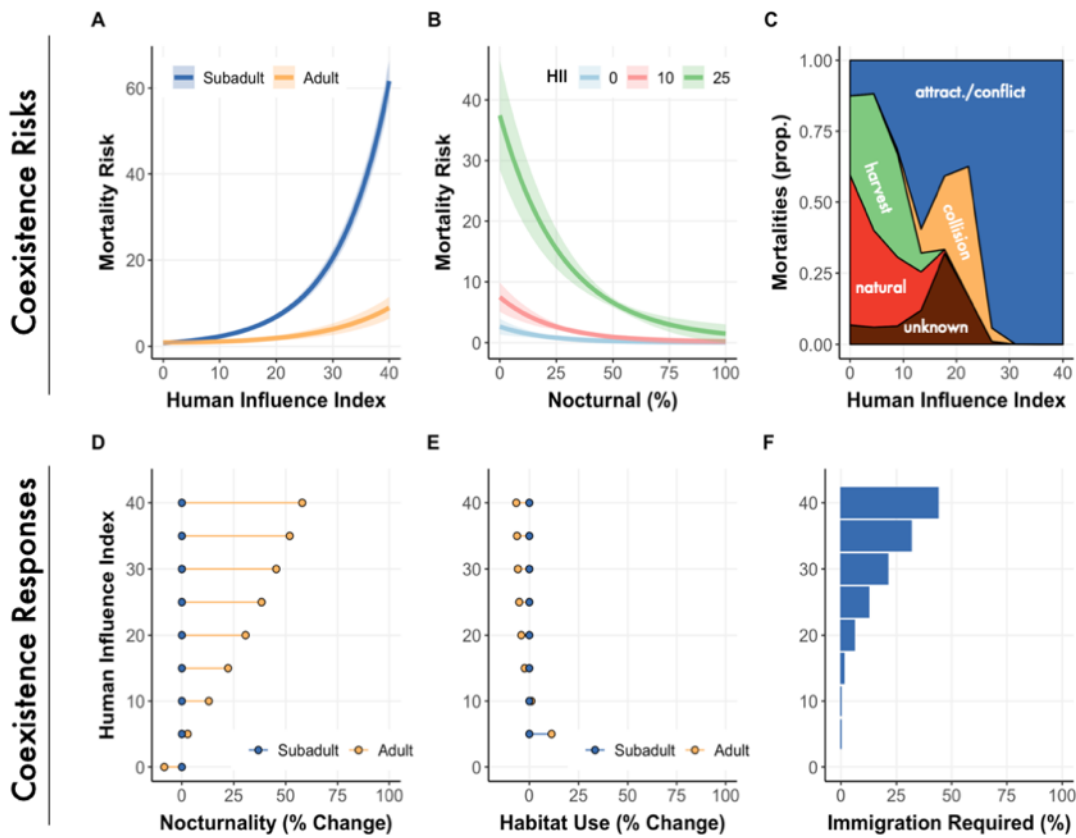 Coexistence Risks
A
Subadult Adult
60
40
20
0
Mortality Risk
0 10 20 30 40
Human Influence Index
B
HII 0 10 25
40
30
20
10
0
Mortality Risk
0 25 50 75 100
Nocturnal (%)
C
1.00
0.75
0.50
0.25
0.00
Mortalities (prop.)
attract./conflict
harvest
collision
natural
unknown
0 10 20 30 40
Human Influence Index
Coexistence Responses
D
40
30
20
10
0
Human Influence Index
Subadult Adult
0 25 50 75 100
Nocturnality (% Change)
E
40
30
20
10
0
Subadult Adult
0 25 50 75 100
Habitat Use (% Change)
F
40
30
20
10
0
0 25 50 75 100
Immigration Required (%)